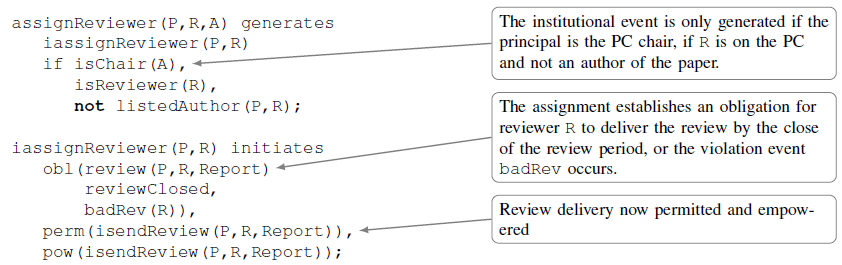 assignReviewer(P,R,A) generates
iassignReviewer(P,R)
if isChair(A),
isReviewer(R),
not listedAuthor(P,R);
iassignReviewer(P,R) initiates
obl(review(P,R,Report)
reviewClosed,
badRev(R)),
perm(isendReview(P,R,Report)),
pow(isendReview(P,R,Report));
The institutional event is only generated if the
principal is the PC chair, if R is on the PC
and not an author of the paper.
The assignment establishes an obligation for
reviewer R to deliver the review by the close
of the review period, or the violation event
badRev occurs.
Review delivery now permitted and empow-
ered